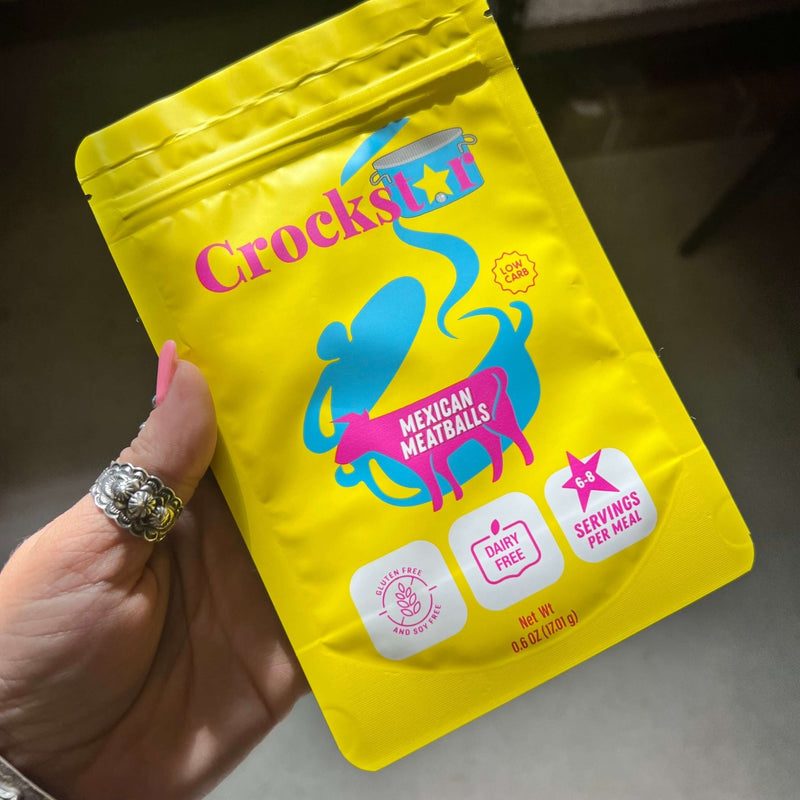 Crockstar
LOW
CARB
MEXICAN
MEATBALLS
6-8
SERVINGS
PER MEAL
DAIRY
FREE
GLUTEN FREE
AND SOY FREE
Net Wt
0.6 OZ (17.01 g)